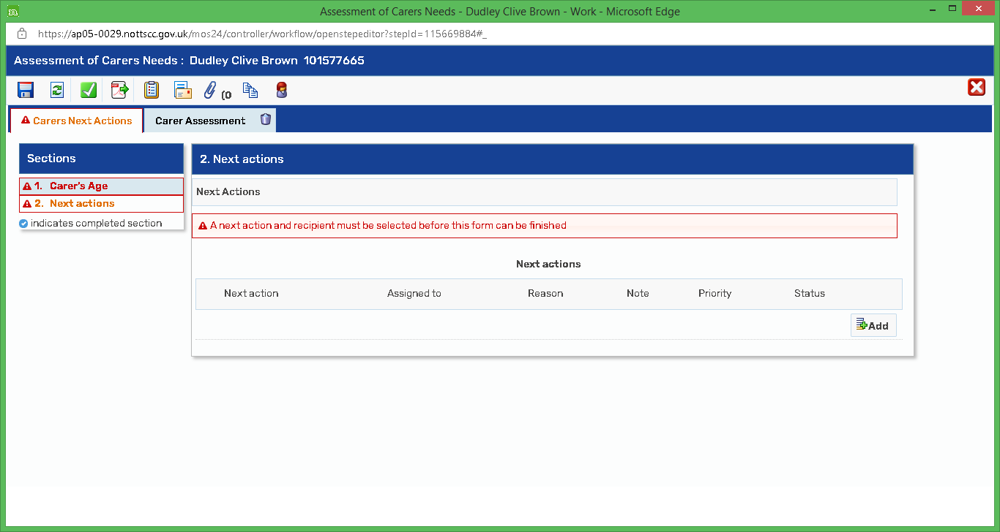 Assessment of Carers Needs - Dudley Clive Brown - Work - Microsoft Edge
https://ap05-0029.nottscc.gov.uk/mos24/controller/workflow/openstepeditor?stepId=115669884#_
Assessment of Carers Needs : Dudley Clive Brown 101577665
(0
Carers Next Actions Carer Assessment
Sections
1. Carer's Age
2. Next actions
indicates completed section
2. Next actions
Next Actions
A next action and recipient must be selected before this form can be finished
Next actions
Next action Assigned to Reason Note Priority Status
Add